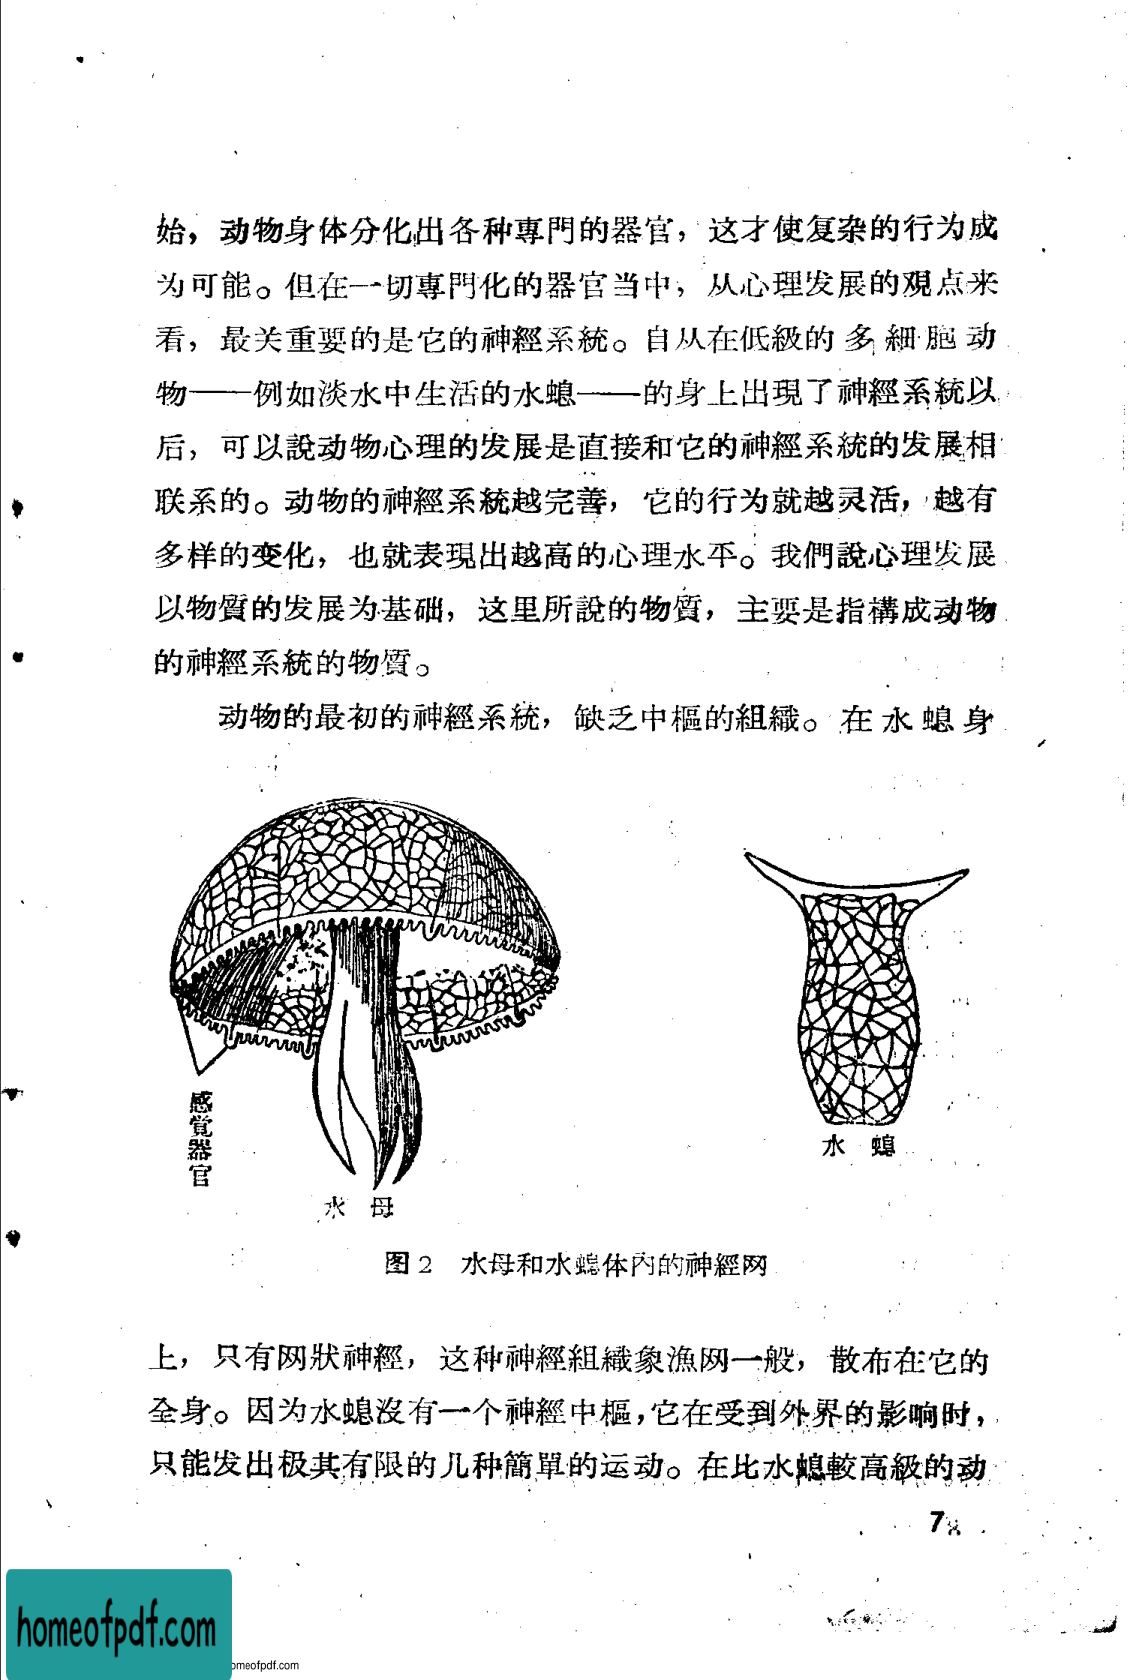 始，动物身体分化出各种專門的器官，这才使复杂的行为成
为可能。但在一切專門化的器官当中，从心理发展的观点来
看，最关重要的是它的神經系統。自从在低級的多細胞动
物——例如淡水中生活的水螅——的身上出現了神經系統以
后，可以說动物心理的发展是直接和它的神經系統的发展相
联系的。动物的神經系統越完善，它的行为就越灵活，越有
多样的变化，也就表現出越高的心理水平。我們說心理发展
以物質的发展为基础，这里所說的物質，主要是指構成动物
的神經系統的物質。
动物的最初的神經系統，缺乏中樞的組織。在水螅身
感觉器官
水母
水螅
图2 水母和水螅体内的神經网
上，只有网狀神經，这种神經組織象漁网一般，散布在它的
全身。因为水螅沒有一个神經中樞，它在受到外界的影响时，
只能发出极其有限的几种簡單的运动。在比水螅較高級的动
7
homeofpdf.com
omeofpdf.com